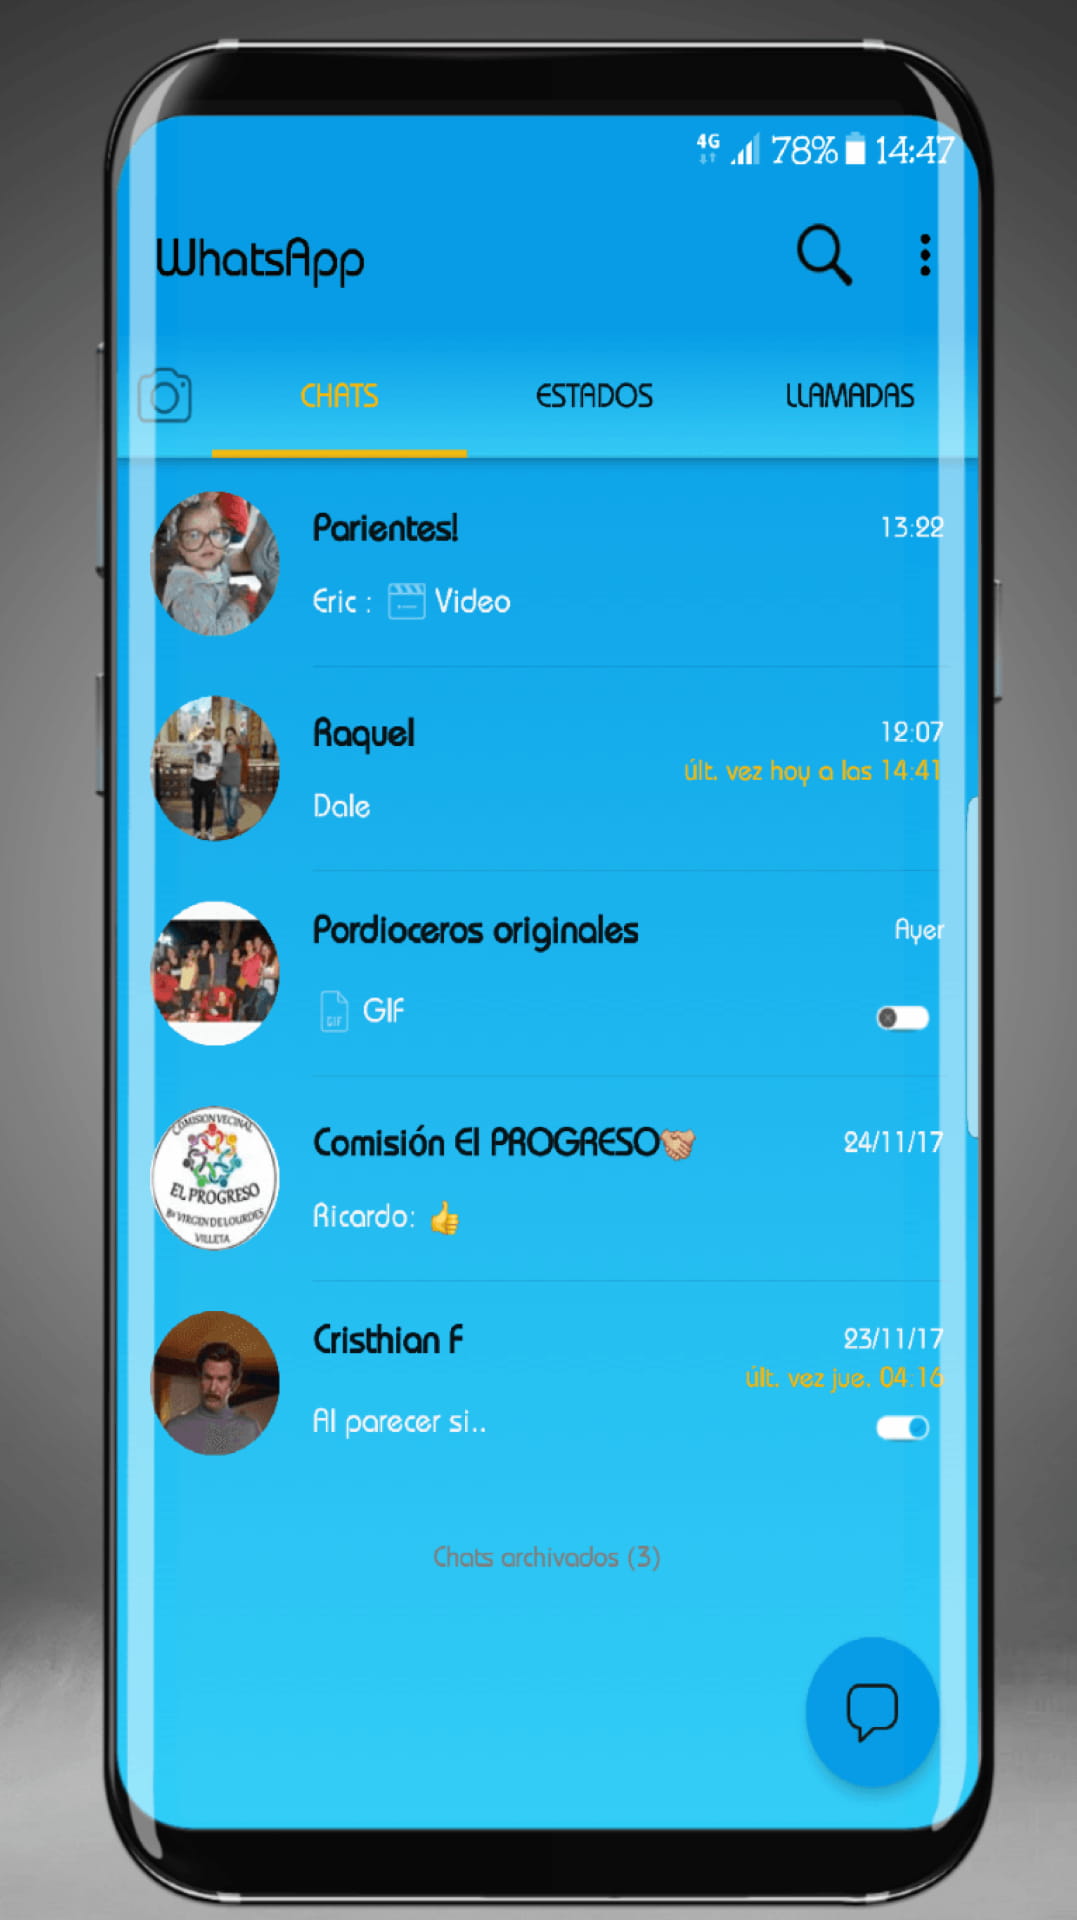 4G 78% 14:47
WhatsApp
CHATS ESTADOS LLAMADAS
Parientes! 13:22
Eric : Video
Raquel 12:07
últ. vez hoy a las 14:41
Dale
Pordioceros originales Ayer
GIF GIF
Comisión El PROGRESO🤝 24/11/17
COMISION VECINAL
EL PROGRESO
Bº VIRGEN DE LOURDES
VILLETA
Ricardo: 👍
Cristhian F 23/11/17
últ. vez jue. 04:16
Al parecer si..
Chats archivados (3)